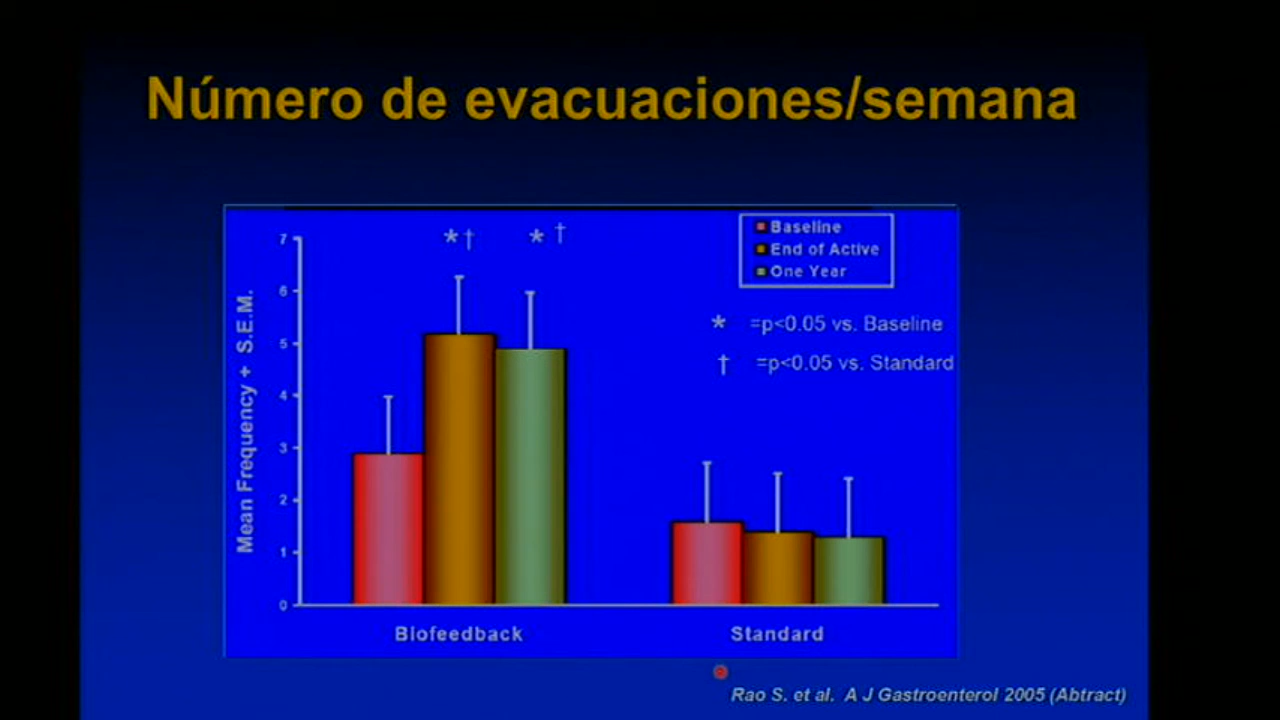 Número de evacuaciones/semana
Baseline
End of Active
One Year
7
6
5
4
3
2
1
0
Mean Frequency + S.E.M.
*†
* †
* =p<0.05 vs. Baseline
† =p<0.05 vs. Standard
Biofeedback
Standard
Rao S. et al. A J Gastroenterol 2005 (Abtract)